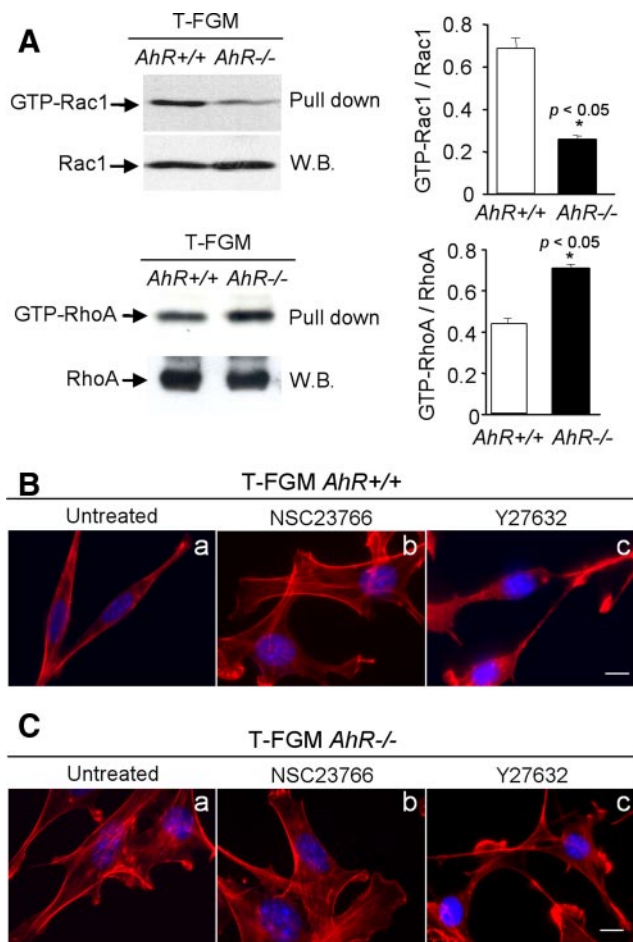 A
T-FGM
AhR+/+ AhR-/-
GTP-Rac1 Pull down
Rac1 W.B.
GTP-Rac1 / Rac1
0.8
0.6
0.4
0.2
0
p < 0.05
*
AhR+/+ AhR-/-
T-FGM
AhR+/+ AhR-/-
GTP-RhoA Pull down
RhoA W.B.
GTP-RhoA / RhoA
0.8
0.6
0.4
0.2
0
p < 0.05
*
AhR+/+ AhR-/-
B
T-FGM AhR+/+
Untreated NSC23766 Y27632
a b c
C
T-FGM AhR-/-
Untreated NSC23766 Y27632
a b c